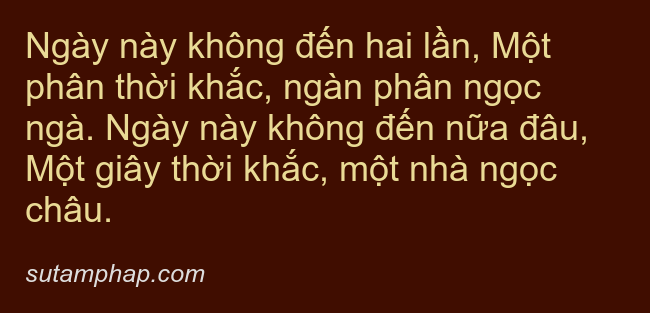 Ngày này không đến hai lần, Một
phân thời khắc, ngàn phân ngọc
ngà. Ngày này không đến nữa đâu,
Một giây thời khắc, một nhà ngọc
châu.
sutamphap.com